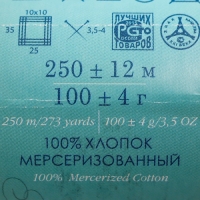 10x10
35
25
3,5-4
ЛУЧШИХ
ТОВАРОВ
250 ± 12 м
100 ± 4 г
250 m/273 yards 100 ± 4 g/3,5 OZ
100% ХЛОПОК
МЕРСЕРИЗОВАННЫЙ
100% Mercerized Cotton